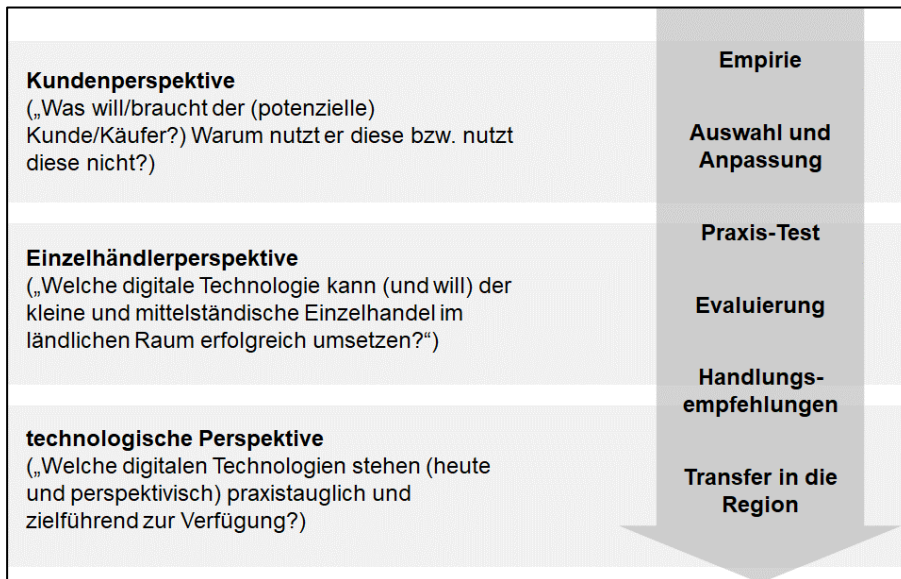 Kundenperspektive
(„Was will/braucht der (potenzielle)
Kunde/Käufer?) Warum nutzt er diese bzw. nutzt
diese nicht?)
Einzelhändlerperspektive
(„Welche digitale Technologie kann (und will) der
kleine und mittelständische Einzelhandel im
ländlichen Raum erfolgreich umsetzen?“)
technologische Perspektive
(„Welche digitalen Technologien stehen (heute
und perspektivisch) praxistauglich und
zielführend zur Verfügung?)
Empirie
Auswahl und
Anpassung
Praxis-Test
Evaluierung
Handlungs-
empfehlungen
Transfer in die
Region